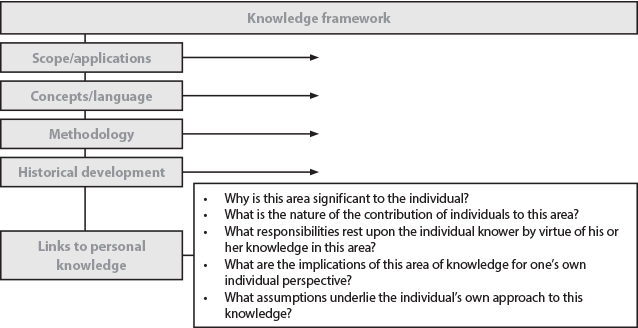 Knowledge framework
Scope/applications
Concepts/language
Methodology
Historical development
Links to personal
knowledge
• Why is this area significant to the individual?
• What is the nature of the contribution of individuals to this area?
• What responsibilities rest upon the individual knower by virtue of his or
her knowledge in this area?
• What are the implications of this area of knowledge for one's own
individual perspective?
• What assumptions underlie the individual's own approach to this
knowledge?